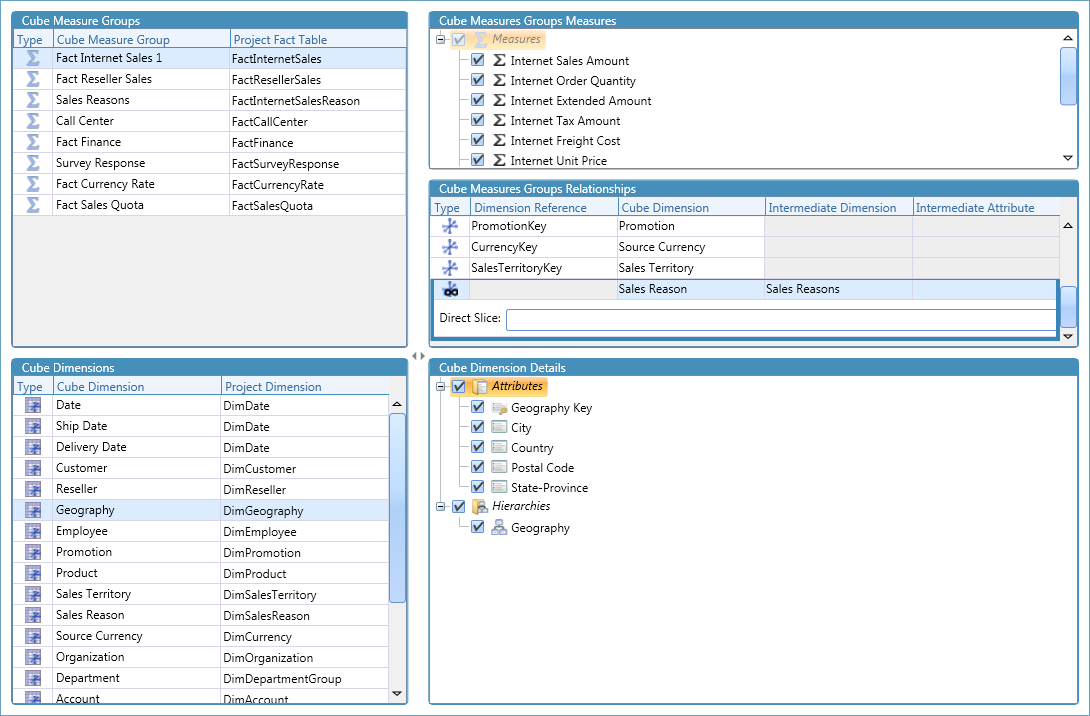 Cube Measure Groups
Type Cube Measure Group Project Fact Table
Fact Internet Sales 1 FactInternetSales
Fact Reseller Sales FactResellerSales
Sales Reasons FactInternetSalesReason
Call Center FactCallCenter
Fact Finance FactFinance
Survey Response FactSurveyResponse
Fact Currency Rate FactCurrencyRate
Fact Sales Quota FactSalesQuota
Cube Measures Groups Measures
Measures
Internet Sales Amount
Internet Order Quantity
Internet Extended Amount
Internet Tax Amount
Internet Freight Cost
Internet Unit Price
Cube Measures Groups Relationships
Type Dimension Reference Cube Dimension Intermediate Dimension Intermediate Attribute
PromotionKey Promotion
CurrencyKey Source Currency
SalesTerritoryKey Sales Territory
Sales Reason Sales Reasons
Direct Slice:
Cube Dimensions
Type Cube Dimension Project Dimension
Date DimDate
Ship Date DimDate
Delivery Date DimDate
Customer DimCustomer
Reseller DimReseller
Geography DimGeography
Employee DimEmployee
Promotion DimPromotion
Product DimProduct
Sales Territory DimSalesTerritory
Sales Reason DimSalesReason
Source Currency DimCurrency
Organization DimOrganization
Department DimDepartmentGroup
Account DimAccount
Cube Dimension Details
Attributes
Geography Key
City
Country
Postal Code
State-Province
Hierarchies
Geography